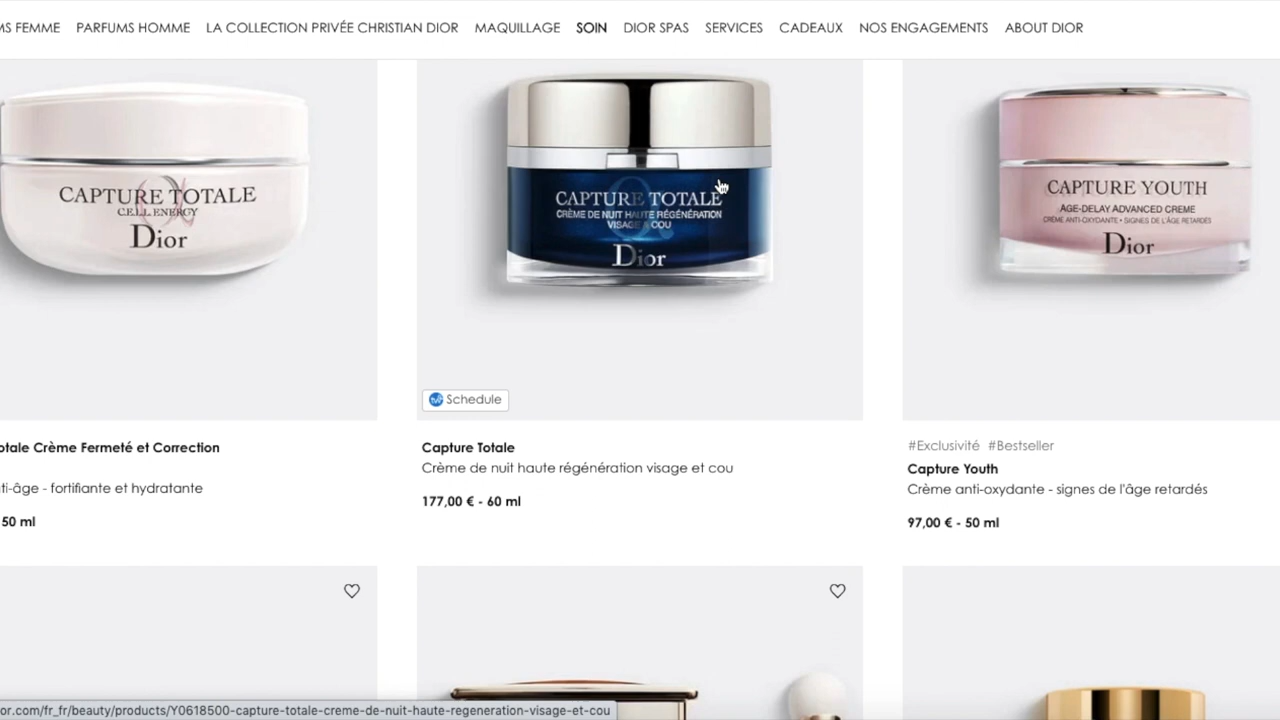 MS FEMME PARFUMS HOMME LA COLLECTION PRIVÉE CHRISTIAN DIOR MAQUILLAGE SOIN DIOR SPAS SERVICES CADEAUX NOS ENGAGEMENTS ABOUT DIOR
CAPTURE TOTALE
C.E.L.L. ENERGY
Dior
CAPTURE TOTALE
CRÈME DE NUIT HAUTE RÉGÉNÉRATION
VISAGE & COU
Dior
CAPTURE YOUTH
AGE-DELAY ADVANCED CREME
CRÈME ANTI-OXYDANTE • SIGNES DE L'ÂGE RETARDÉS
Dior
Schedule
otale Crème Fermeté et Correction
ti-âge - fortifiante et hydratante
50 ml
Capture Totale
Crème de nuit haute régénération visage et cou
177,00 € - 60 ml
#Exclusivité #Bestseller
Capture Youth
Crème anti-oxydante - signes de l'âge retardés
97,00 € - 50 ml
or.com/fr_fr/beauty/products/Y0618500-capture-totale-creme-de-nuit-haute-regeneration-visage-et-cou